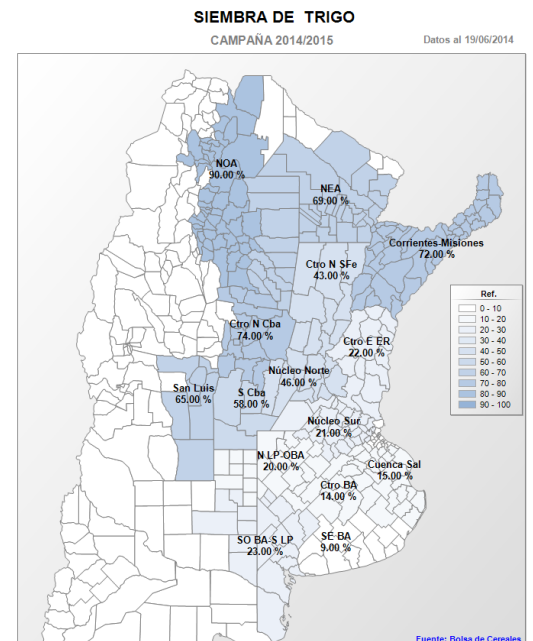 SIEMBRA DE TRIGO
CAMPAÑA 2014/2015
Datos al 19/06/2014
NOA
90.00 %
NEA
69.00 %
Corrientes-Misiones
72.00 %
Ctro N SFe
43.00 %
Ref.
0 - 10
10 - 20
20 - 30
30 - 40
40 - 50
50 - 60
60 - 70
70 - 80
80 - 90
90 - 100
Ctro N Cba
74.00 %
Ctro E ER
22.00 %
Núcleo Norte
46.00 %
San Luis
65.00 %
S Cba
58.00 %
Núcleo Sur
21.00 %
N LP-OBA
20.00 %
Cuenca Sal
15.00 %
Ctro BA
14.00 %
SO BA-S LP
23.00 %
SE BA
9.00 %
Fuente: Bolsa de Cereales